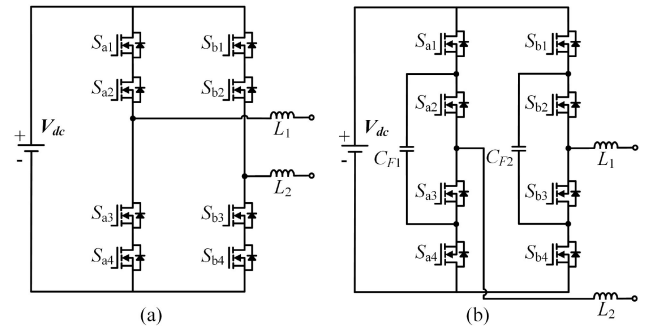 Sa1
Sb1
Sa2
Sb2
+
Vdc
-
L1
L2
Sa3
Sb3
Sa4
Sb4
(a)
Sa1
Sb1
Sa2
Sb2
+
Vdc
-
CF1
CF2
L1
Sa3
Sb3
Sa4
Sb4
L2
(b)